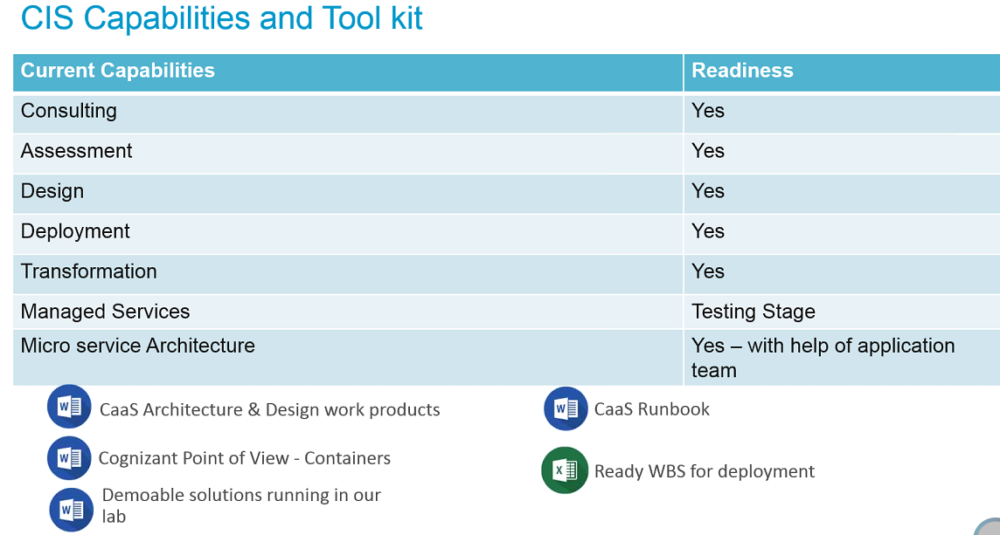 CIS Capabilities and Tool kit
Current Capabilities Readiness
Consulting Yes
Assessment Yes
Design Yes
Deployment Yes
Transformation Yes
Managed Services Testing Stage
Micro service Architecture Yes – with help of application
team
CaaS Architecture & Design work products
CaaS Runbook
Cognizant Point of View - Containers
Ready WBS for deployment
Demoable solutions running in our
lab